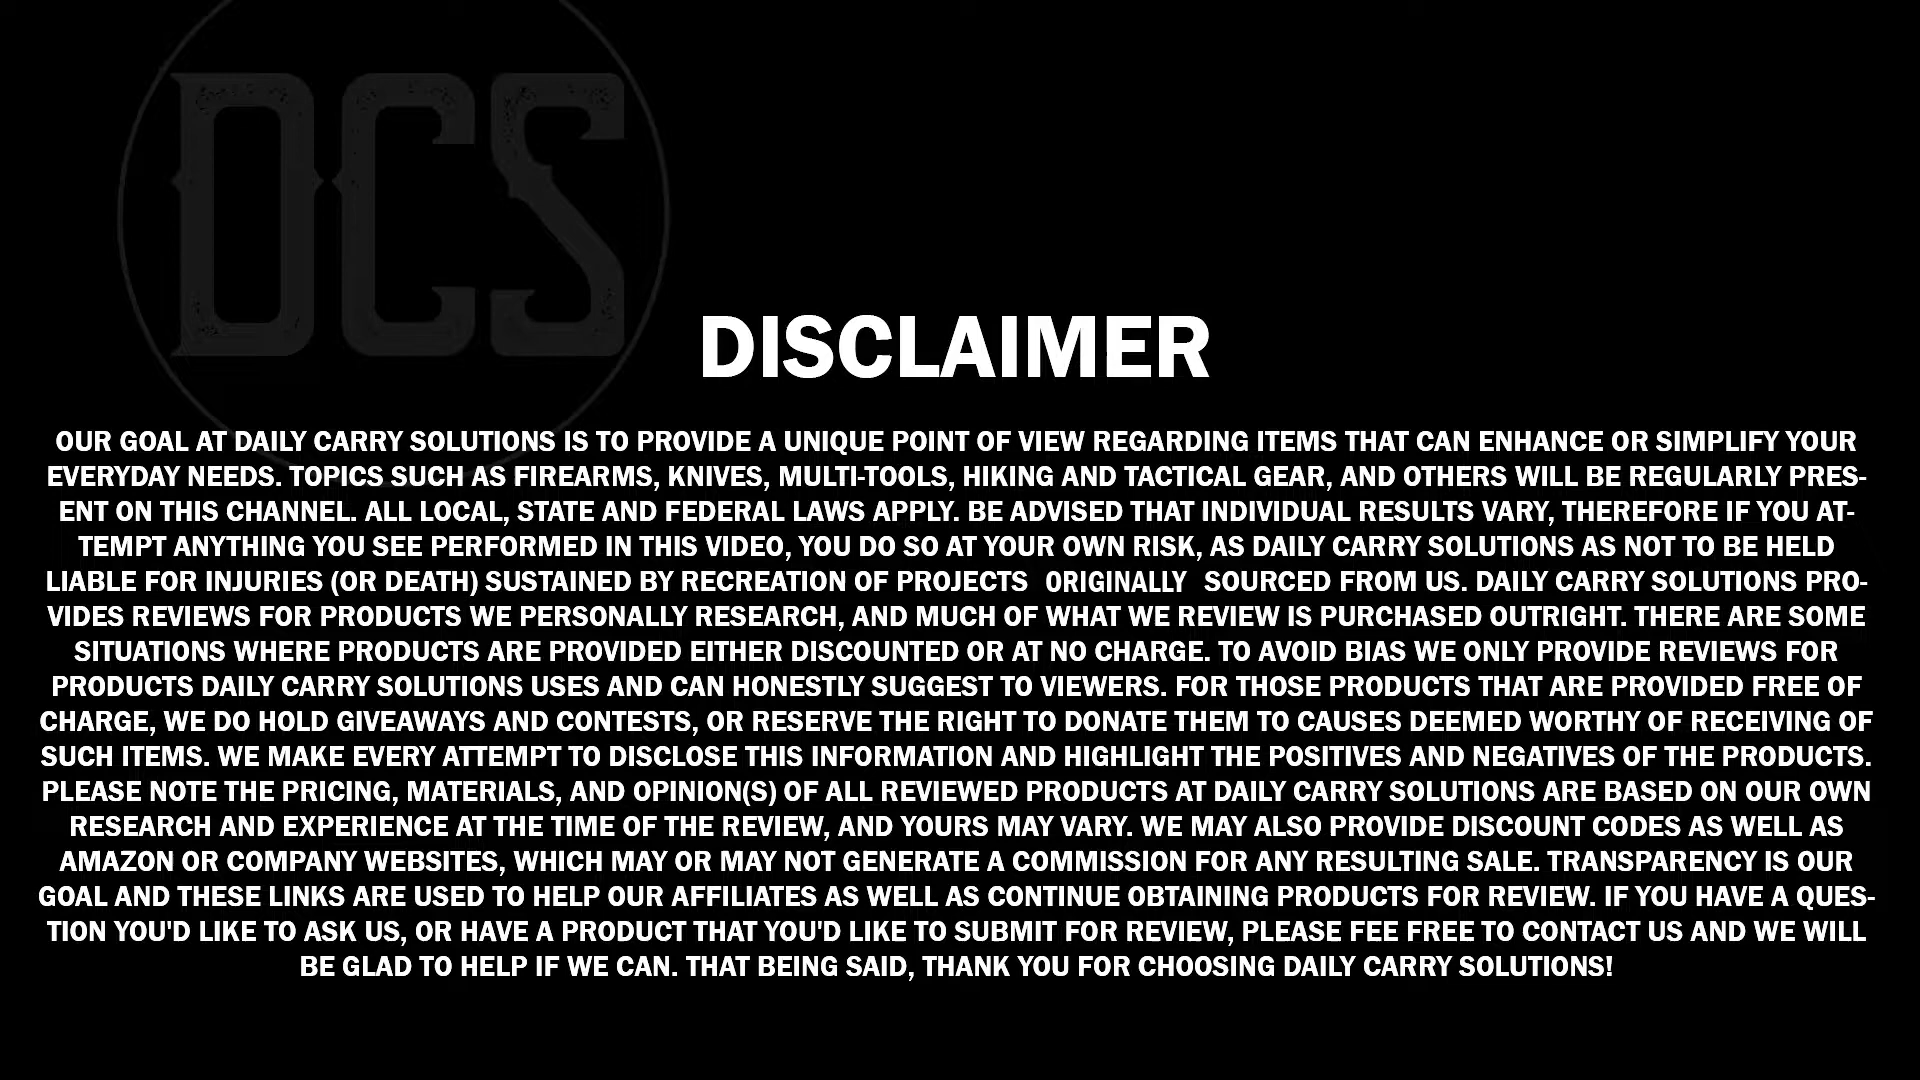 DCS
DISCLAIMER
OUR GOAL AT DAILY CARRY SOLUTIONS IS TO PROVIDE A UNIQUE POINT OF VIEW REGARDING ITEMS THAT CAN ENHANCE OR SIMPLIFY YOUR
EVERYDAY NEEDS. TOPICS SUCH AS FIREARMS, KNIVES, MULTI-TOOLS, HIKING AND TACTICAL GEAR, AND OTHERS WILL BE REGULARLY PRES-
ENT ON THIS CHANNEL. ALL LOCAL, STATE AND FEDERAL LAWS APPLY. BE ADVISED THAT INDIVIDUAL RESULTS VARY, THEREFORE IF YOU AT-
TEMPT ANYTHING YOU SEE PERFORMED IN THIS VIDEO, YOU DO SO AT YOUR OWN RISK, AS DAILY CARRY SOLUTIONS AS NOT TO BE HELD
LIABLE FOR INJURIES (OR DEATH) SUSTAINED BY RECREATION OF PROJECTS ORIGINALLY SOURCED FROM US. DAILY CARRY SOLUTIONS PRO-
VIDES REVIEWS FOR PRODUCTS WE PERSONALLY RESEARCH, AND MUCH OF WHAT WE REVIEW IS PURCHASED OUTRIGHT. THERE ARE SOME
SITUATIONS WHERE PRODUCTS ARE PROVIDED EITHER DISCOUNTED OR AT NO CHARGE. TO AVOID BIAS WE ONLY PROVIDE REVIEWS FOR
PRODUCTS DAILY CARRY SOLUTIONS USES AND CAN HONESTLY SUGGEST TO VIEWERS. FOR THOSE PRODUCTS THAT ARE PROVIDED FREE OF
CHARGE, WE DO HOLD GIVEAWAYS AND CONTESTS, OR RESERVE THE RIGHT TO DONATE THEM TO CAUSES DEEMED WORTHY OF RECEIVING OF
SUCH ITEMS. WE MAKE EVERY ATTEMPT TO DISCLOSE THIS INFORMATION AND HIGHLIGHT THE POSITIVES AND NEGATIVES OF THE PRODUCTS.
PLEASE NOTE THE PRICING, MATERIALS, AND OPINION(S) OF ALL REVIEWED PRODUCTS AT DAILY CARRY SOLUTIONS ARE BASED ON OUR OWN
RESEARCH AND EXPERIENCE AT THE TIME OF THE REVIEW, AND YOURS MAY VARY. WE MAY ALSO PROVIDE DISCOUNT CODES AS WELL AS
AMAZON OR COMPANY WEBSITES, WHICH MAY OR MAY NOT GENERATE A COMMISSION FOR ANY RESULTING SALE. TRANSPARENCY IS OUR
GOAL AND THESE LINKS ARE USED TO HELP OUR AFFILIATES AS WELL AS CONTINUE OBTAINING PRODUCTS FOR REVIEW. IF YOU HAVE A QUES-
TION YOU'D LIKE TO ASK US, OR HAVE A PRODUCT THAT YOU'D LIKE TO SUBMIT FOR REVIEW, PLEASE FEE FREE TO CONTACT US AND WE WILL
BE GLAD TO HELP IF WE CAN. THAT BEING SAID, THANK YOU FOR CHOOSING DAILY CARRY SOLUTIONS!